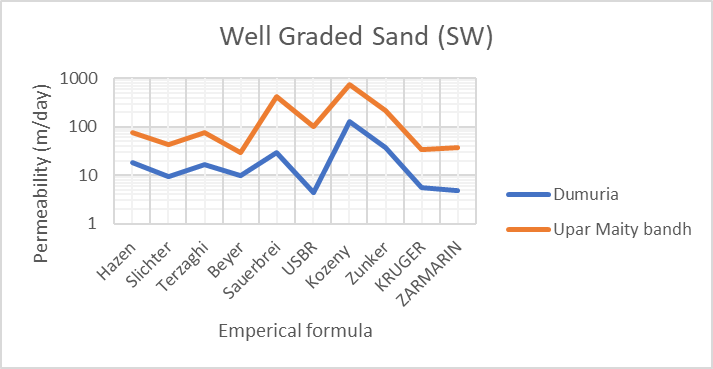 Well Graded Sand (SW)
1000
100
10
1
Permeability (m/day)
Hazen
Slichter
Terzaghi
Beyer
Sauerbrei
USBR
Kozeny
Zunker
KRUGER
ZARMARIN
Emperical formula
Dumuria
Upar Maity bandh